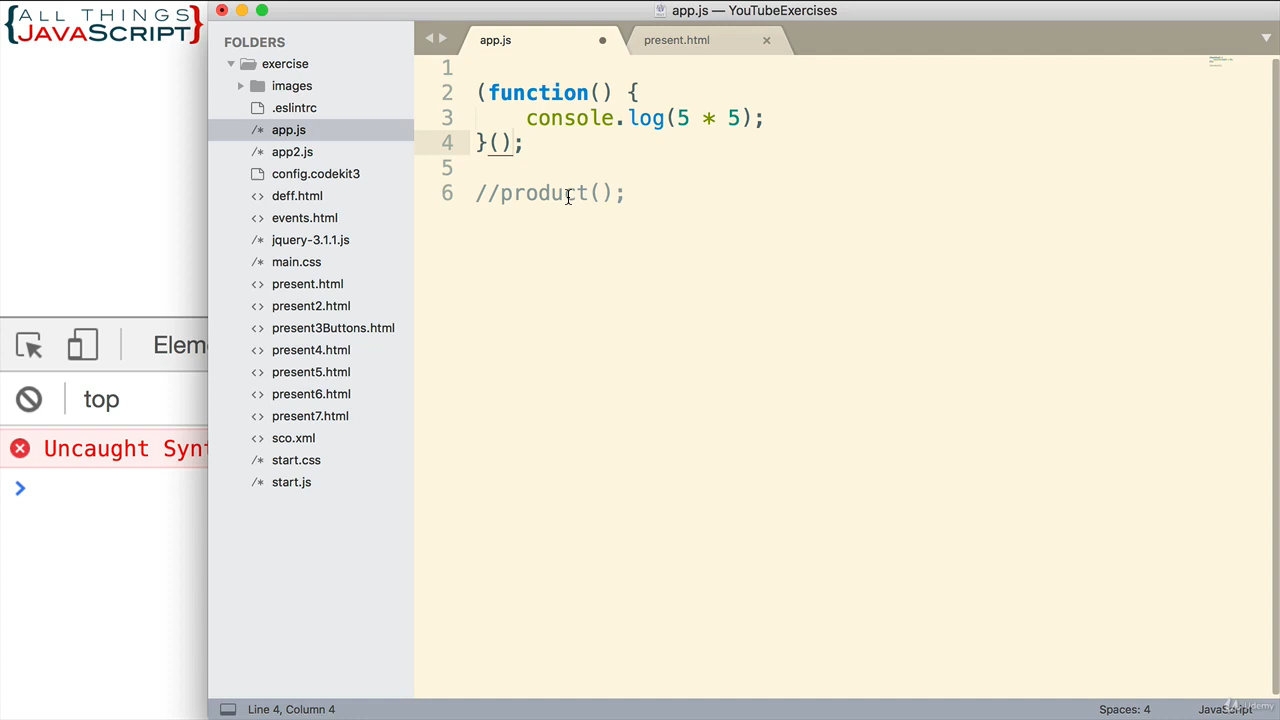 {ALL THINGS
JAVASCRIPT}
app.js — YouTubeExercises
FOLDERS
exercise
images
.eslintrc
/* app.js
/* app2.js
config.codekit3
<> deff.html
<> events.html
/* jquery-3.1.1.js
/* main.css
<> present.html
<> present2.html
<> present3Buttons.html
<> present4.html
<> present5.html
<> present6.html
<> present7.html
<> sco.xml
/* start.css
/* start.js
app.js
present.html
1
2 (function() {
3 console.log(5 * 5);
4 }();
5
6 //product();
Elem
top
Uncaught Synt
Line 4, Column 4
Spaces: 4
JavaScript
Udemy